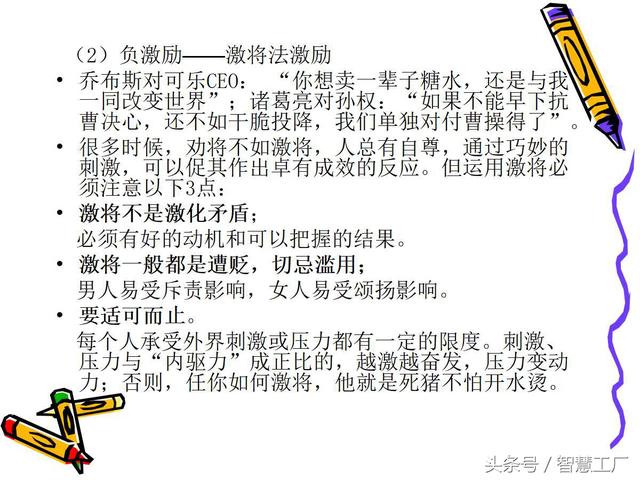 （2）负激励——激将法激励
• 乔布斯对可乐CEO： “你想卖一辈子糖水，还是与我
一同改变世界”；诸葛亮对孙权：“如果不能早下抗
曹决心，还不如干脆投降，我们单独对付曹操得了”。
• 很多时候，劝将不如激将，人总有自尊，通过巧妙的
刺激，可以促其作出卓有成效的反应。但运用激将必
须注意以下3点：
• 激将不是激化矛盾；
必须有好的动机和可以把握的结果。
• 激将一般都是遭贬，切忌滥用；
男人易受斥责影响，女人易受颂扬影响。
• 要适可而止。
每个人承受外界刺激或压力都有一定的限度。刺激、
压力与“内驱力”成正比的，越激越奋发，压力变动
力；否则，任你如何激将，他就是死猪不怕开水烫。
头条号 / 智慧工厂